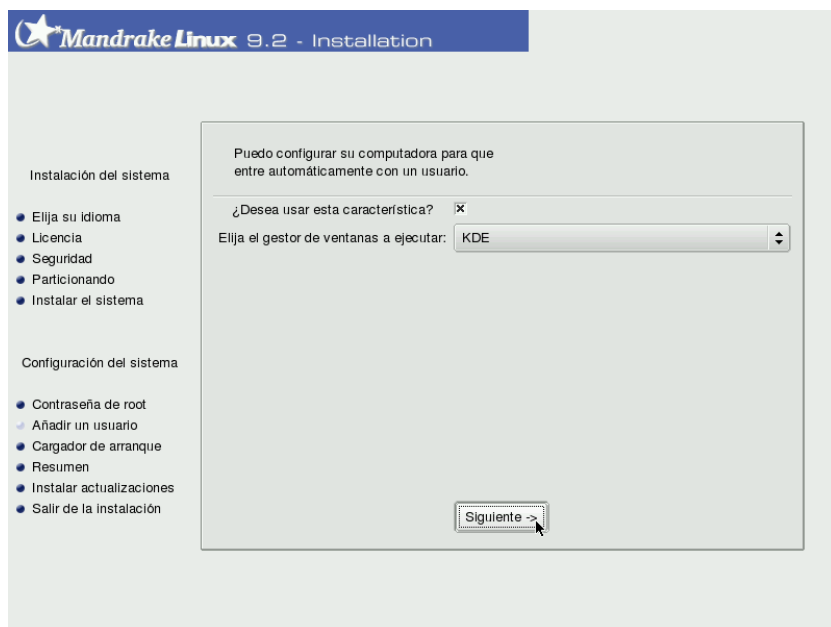 Mandrake Linux 9.2 - Installation
Instalación del sistema
Elija su idioma
Licencia
Seguridad
Particionando
Instalar el sistema
Configuración del sistema
Contraseña de root
Añadir un usuario
Cargador de arranque
Resumen
Instalar actualizaciones
Salir de la instalación
Puedo configurar su computadora para que
entre automáticamente con un usuario.
¿Desea usar esta característica?
Elija el gestor de ventanas a ejecutar: KDE
Siguiente ->